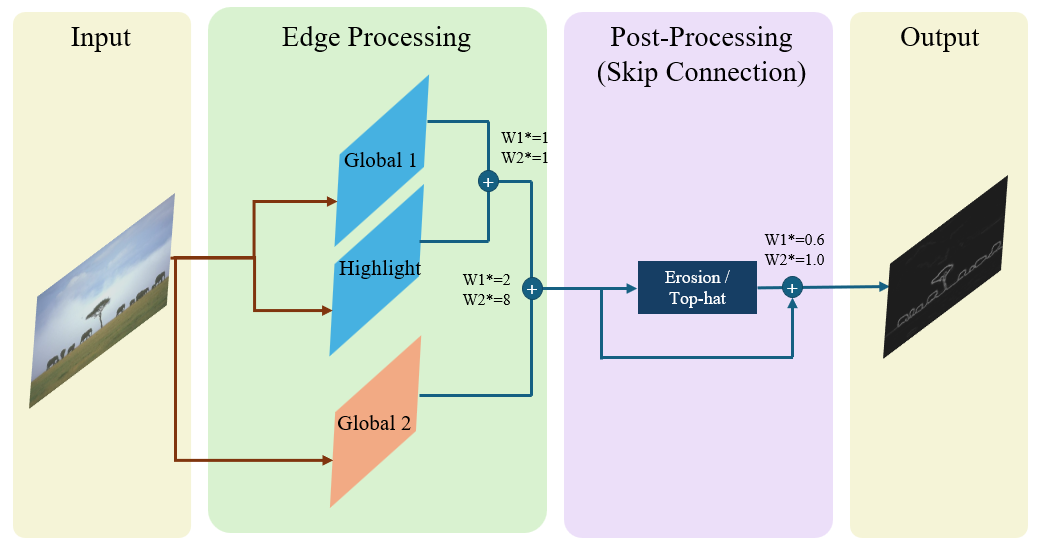 Input
Edge Processing
Post-Processing
(Skip Connection)
Output
Global 1
W1*=1
W2*=1
+
Highlight
W1*=2
W2*=8
+
Global 2
Erosion /
Top-hat
W1*=0.6
W2*=1.0
+